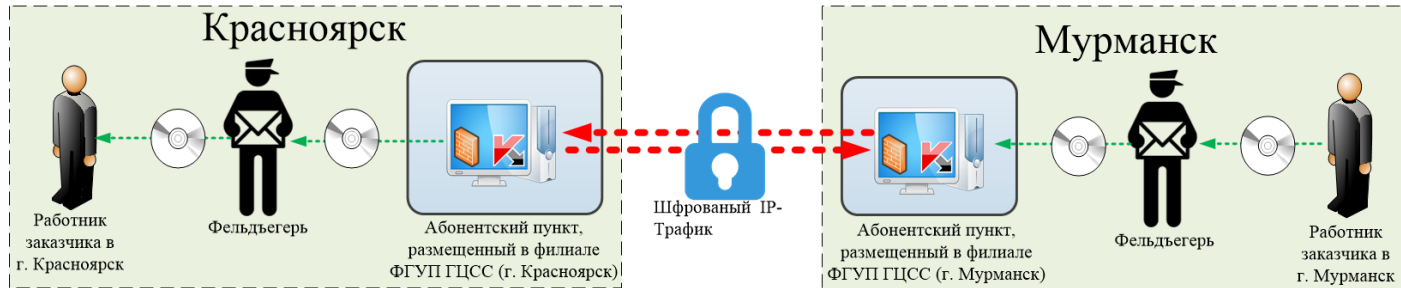 Красноярск
Работник
заказчика в
г. Красноярск
Фельдъегерь
Абонентский пункт,
размещенный в филиале
ФГУП ГЦСС (г. Красноярск)
Шфрованый IP-
Трафик
Мурманск
Абонентский пункт,
размещенный в филиале
ФГУП ГЦСС (г. Мурманск)
Фельдъегерь
Работник
заказчика в
г. Мурманск